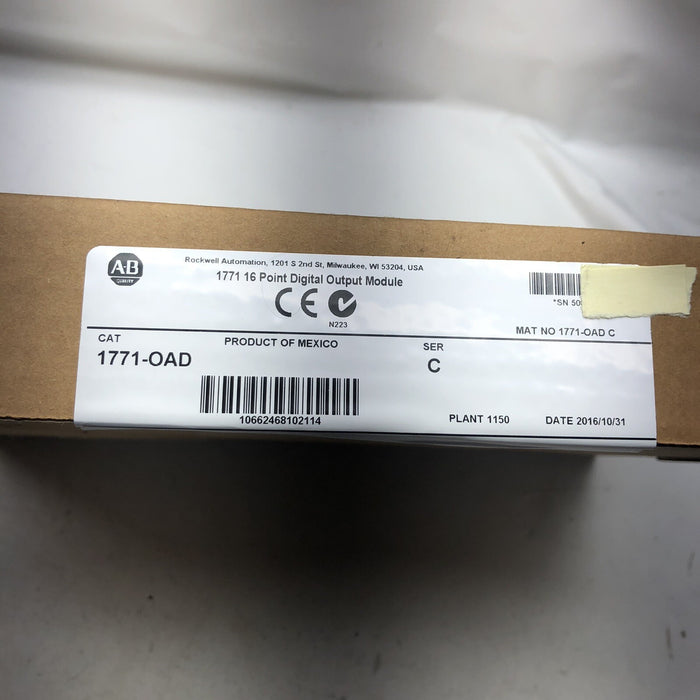 Rockwell Automation, 1201 S 2nd St, Milwaukee, WI 53204, USA
A-B
QUALITY
1771 16 Point Digital Output Module
CE
N223
*SN
MAT NO 1771-OAD C
CAT
1771-OAD
PRODUCT OF MEXICO
SER
C
10662468102114
PLANT 1150
DATE 2016/10/31